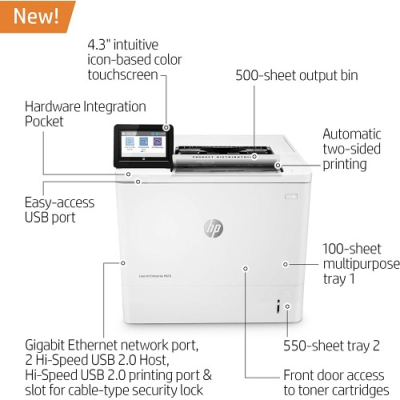 New!
4.3" intuitive
icon-based color
touchscreen
500-sheet output bin
Hardware Integration
Pocket
Automatic
two-sided
printing
Easy-access
USB port
hp
100-sheet
multipurpose
tray 1
Gigabit Ethernet network port,
2 Hi-Speed USB 2.0 Host,
Hi-Speed USB 2.0 printing port &
slot for cable-type security lock
550-sheet tray 2
Front door access
to toner cartridges